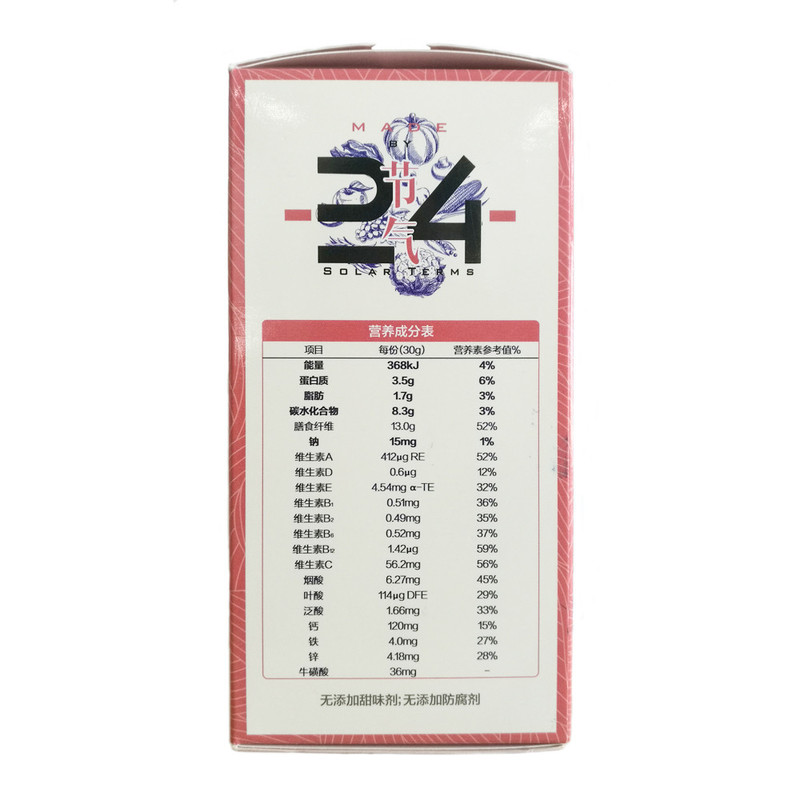 MADE
BY
24
节气
SOLAR TERMS
营养成分表
项目 每份(30g) 营养素参考值%
能量 368kJ 4%
蛋白质 3.5g 6%
脂肪 1.7g 3%
碳水化合物 8.3g 3%
膳食纤维 13.0g 52%
钠 15mg 1%
维生素A 412μg RE 52%
维生素D 0.6μg 12%
维生素E 4.54mg α-TE 32%
维生素B₁ 0.51mg 36%
维生素B₂ 0.49mg 35%
维生素B₆ 0.52mg 37%
维生素B₁₂ 1.42μg 59%
维生素C 56.2mg 56%
烟酸 6.27mg 45%
叶酸 114μg DFE 29%
泛酸 1.66mg 33%
钙 120mg 15%
铁 4.0mg 27%
锌 4.18mg 28%
牛磺酸 36mg -
无添加甜味剂;无添加防腐剂